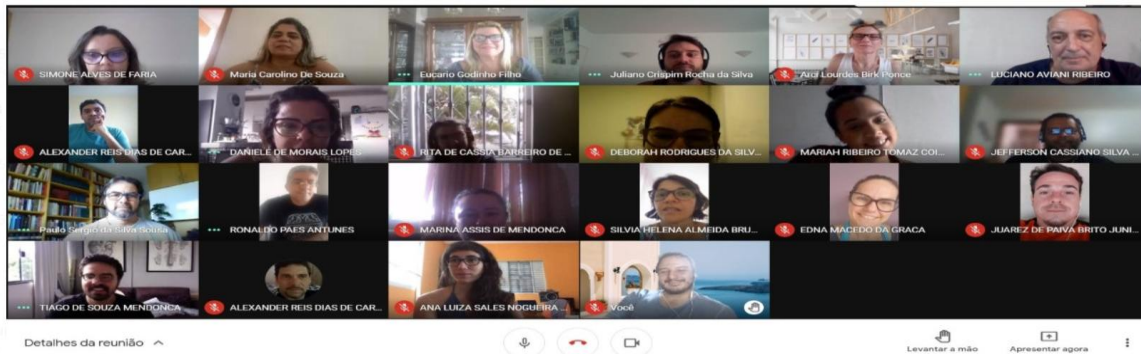 SIMONE ALVES DE FARIA
Maria Carolino De Souza
Eucario Godinho Filho
Juliano Crispim Rocha da Silva
Arci Lourdes Birk Ponce
LUCIANO AVIANI RIBEIRO
ALEXANDER REIS DIAS DE CAR...
DANIELE DE MORAIS LOPES
RITA DE CASSIA BARREIRO DE ...
DEBORAH RODRIGUES DA SILV...
MARIAH RIBEIRO TOMAZ COI...
JEFFERSON CASSIANO SILVA ...
Paulo Sergio da Silva Sousa
RONALDO PAES ANTUNES
MARINA ASSIS DE MENDONCA
SILVIA HELENA ALMEIDA BRU...
EDNA MACEDO DA GRACA
JUAREZ DE PAIVA BRITO JUNI...
TIAGO DE SOUZA MENDONCA
ALEXANDER REIS DIAS DE CAR...
ANA LUIZA SALES NOGUEIRA ...
Você
Detalhes da reunião
Levantar a mão
Apresentar agora